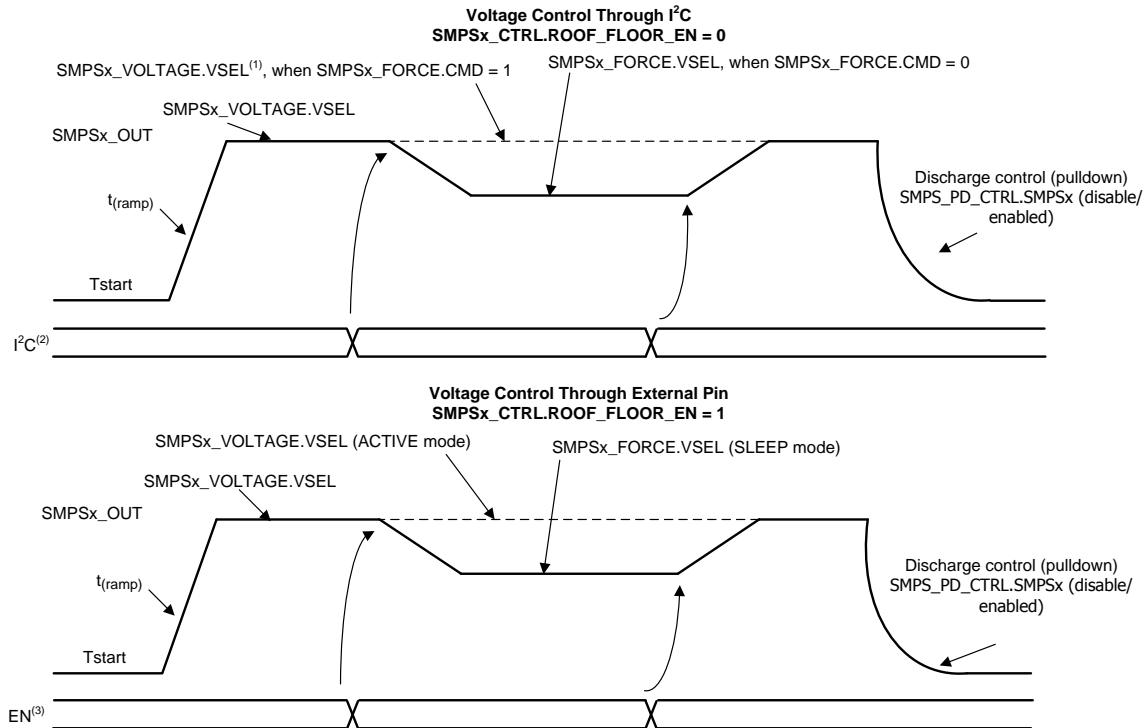 Voltage Control Through I²C
SMPSx_CTRL.ROOF_FLOOR_EN = 0
SMPSx_VOLTAGE.VSEL(1), when SMPSx_FORCE.CMD = 1
SMPSx_FORCE.VSEL, when SMPSx_FORCE.CMD = 0
SMPSx_VOLTAGE.VSEL
SMPSx_OUT
Discharge control (pulldown)
SMPS_PD_CTRL.SMPSx (disable/
enabled)
t(ramp)
Tstart
I²C(2)
Voltage Control Through External Pin
SMPSx_CTRL.ROOF_FLOOR_EN = 1
SMPSx_VOLTAGE.VSEL (ACTIVE mode)
SMPSx_FORCE.VSEL (SLEEP mode)
SMPSx_VOLTAGE.VSEL
SMPSx_OUT
Discharge control (pulldown)
SMPS_PD_CTRL.SMPSx (disable/
enabled)
t(ramp)
Tstart
EN(3)